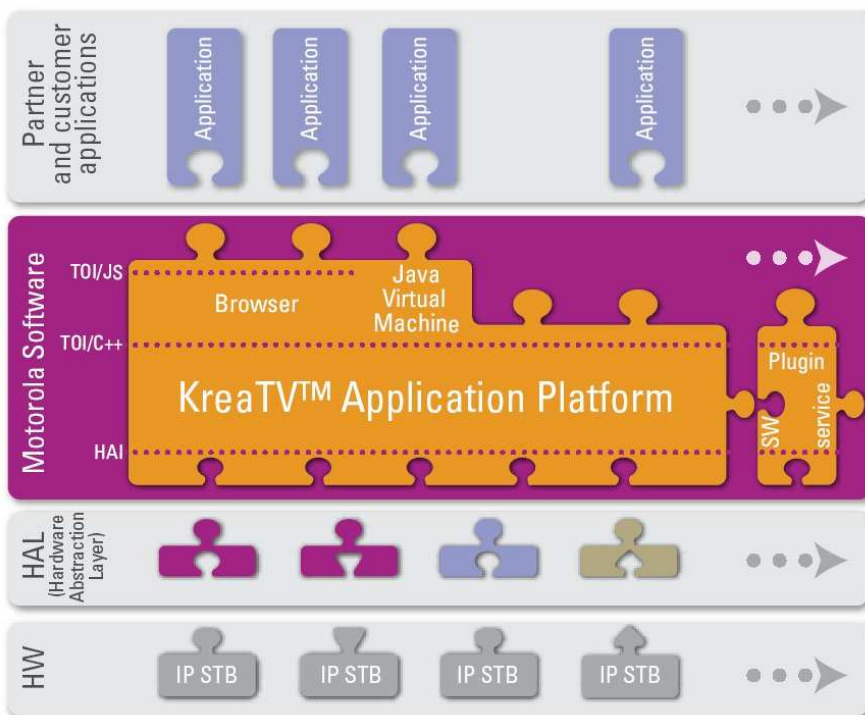 Partner
and customer
applications
Application
Application
Application
Application
Motorola Software
TOI/JS
Browser
Java
Virtual
Machine
TOI/C++
KreaTV™ Application Platform
HAI
Plugin
SW
service
HAL
(Hardware
Abstraction
Layer)
HW
IP STB
IP STB
IP STB
IP STB